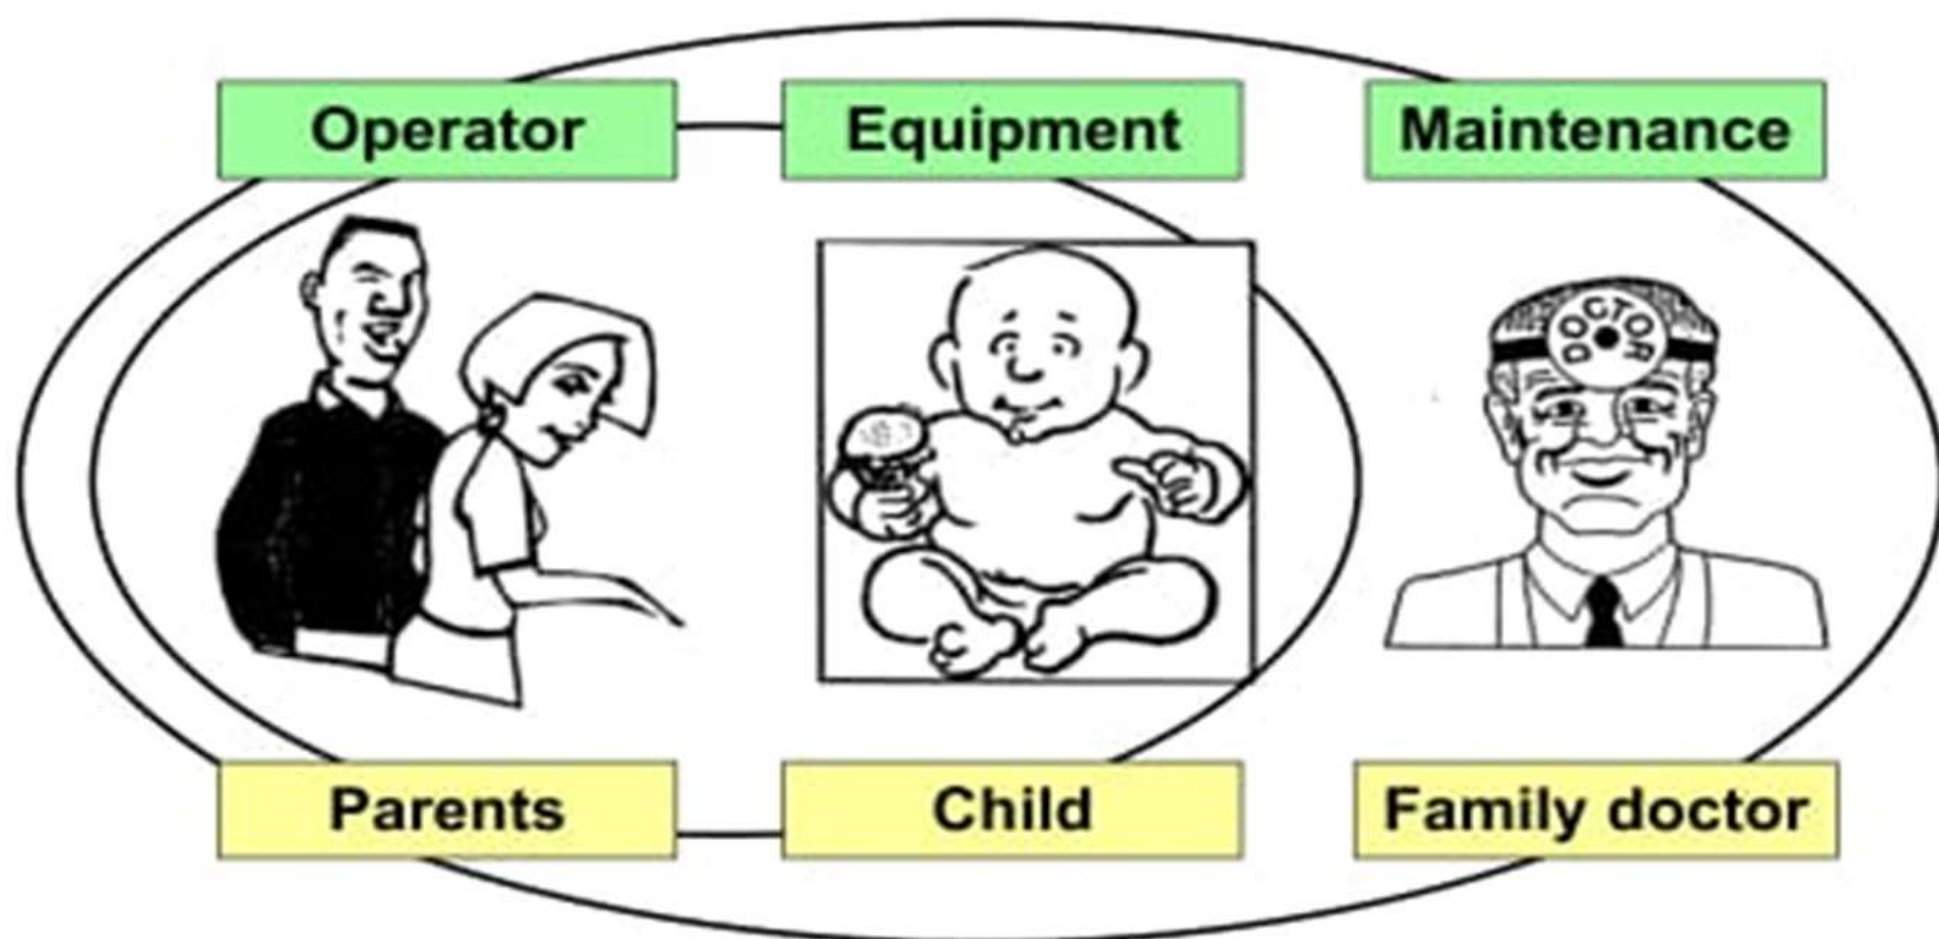 Operator
Equipment
Maintenance
DOCTOR
Parents
Child
Family doctor